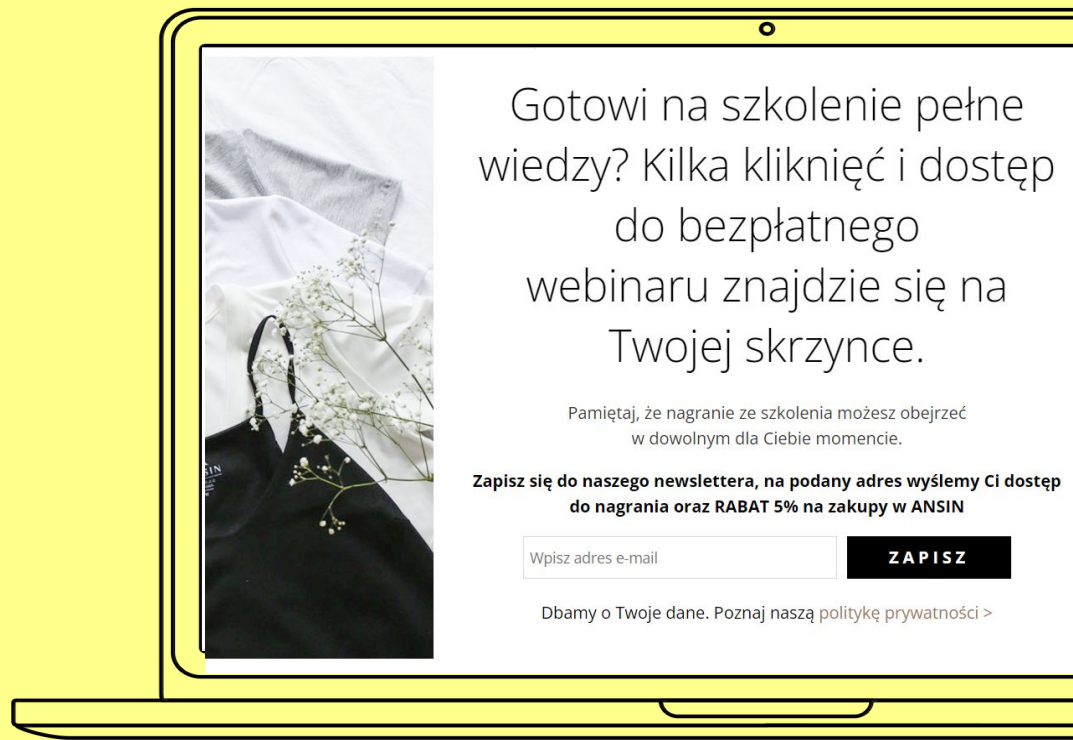 Gotowi na szkolenie pełne
wiedzy? Kilka kliknięć i dostęp
do bezpłatnego
webinaru znajdzie się na
Twojej skrzynce.
Pamiętaj, że nagranie ze szkolenia możesz obejrzeć
w dowolnym dla Ciebie momencie.
Zapisz się do naszego newslettera, na podany adres wyślemy Ci dostęp
do nagrania oraz RABAT 5% na zakupy w ANSIN
Wpisz adres e-mail
ZAPISZ
Dbamy o Twoje dane. Poznaj naszą politykę prywatności >